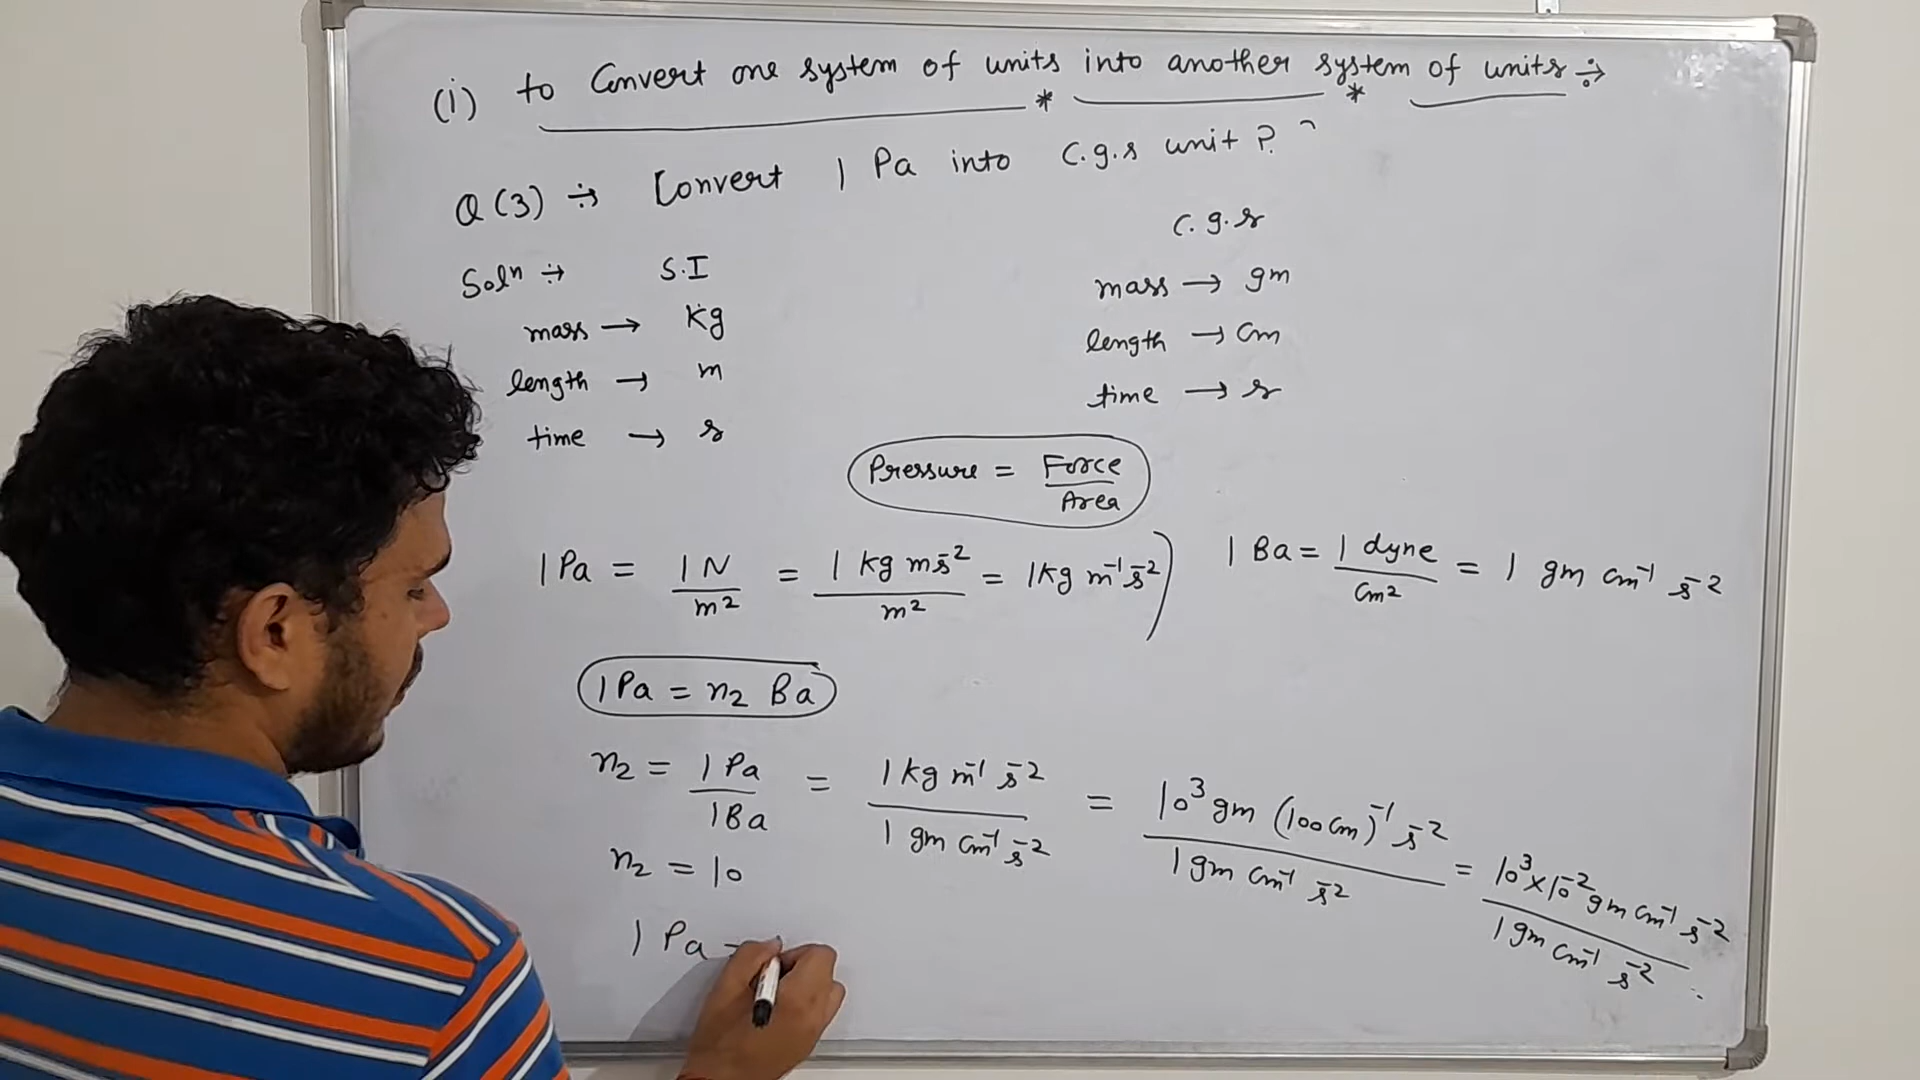 (i) to Convert one system of units into another system of units ÷
Q (3) ÷ Convert 1 Pa into C.g.s unit ?
Solⁿ ÷ S.I
mass → kg
length → m
time → s
C.g.s
mass → gm
length → cm
time → s
Pressure = Force / Area
1 Pa = 1 N / m² = 1 kg m s⁻² / m² = 1 kg m⁻¹ s⁻²
1 Ba = 1 dyne / cm² = 1 gm cm⁻¹ s⁻²
1 Pa = n₂ Ba
n₂ = 1 Pa / 1 Ba = 1 kg m⁻¹ s⁻² / 1 gm cm⁻¹ s⁻² = 10³ gm (100 cm)⁻¹ s⁻² / 1 gm cm⁻¹ s⁻² = 10³ × 10⁻² gm cm⁻¹ s⁻² / 1 gm cm⁻¹ s⁻²
n₂ = 10
1 Pa